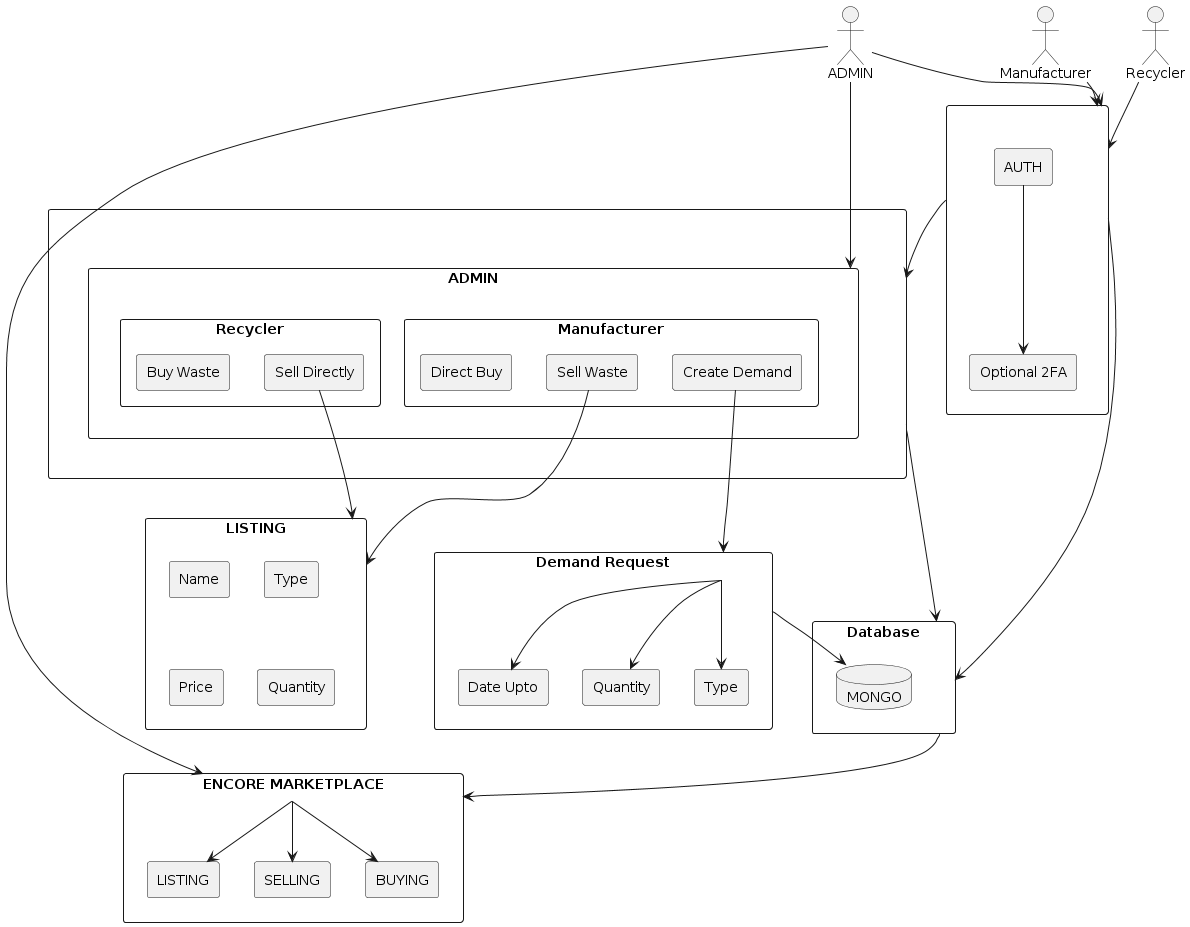 ADMIN
Manufacturer
Recycler
AUTH
Optional 2FA
ADMIN
Recycler
Buy Waste
Sell Directly
Manufacturer
Direct Buy
Sell Waste
Create Demand
LISTING
Name
Type
Price
Quantity
Demand Request
Date Upto
Quantity
Type
Database
MONGO
ENCORE MARKETPLACE
LISTING
SELLING
BUYING